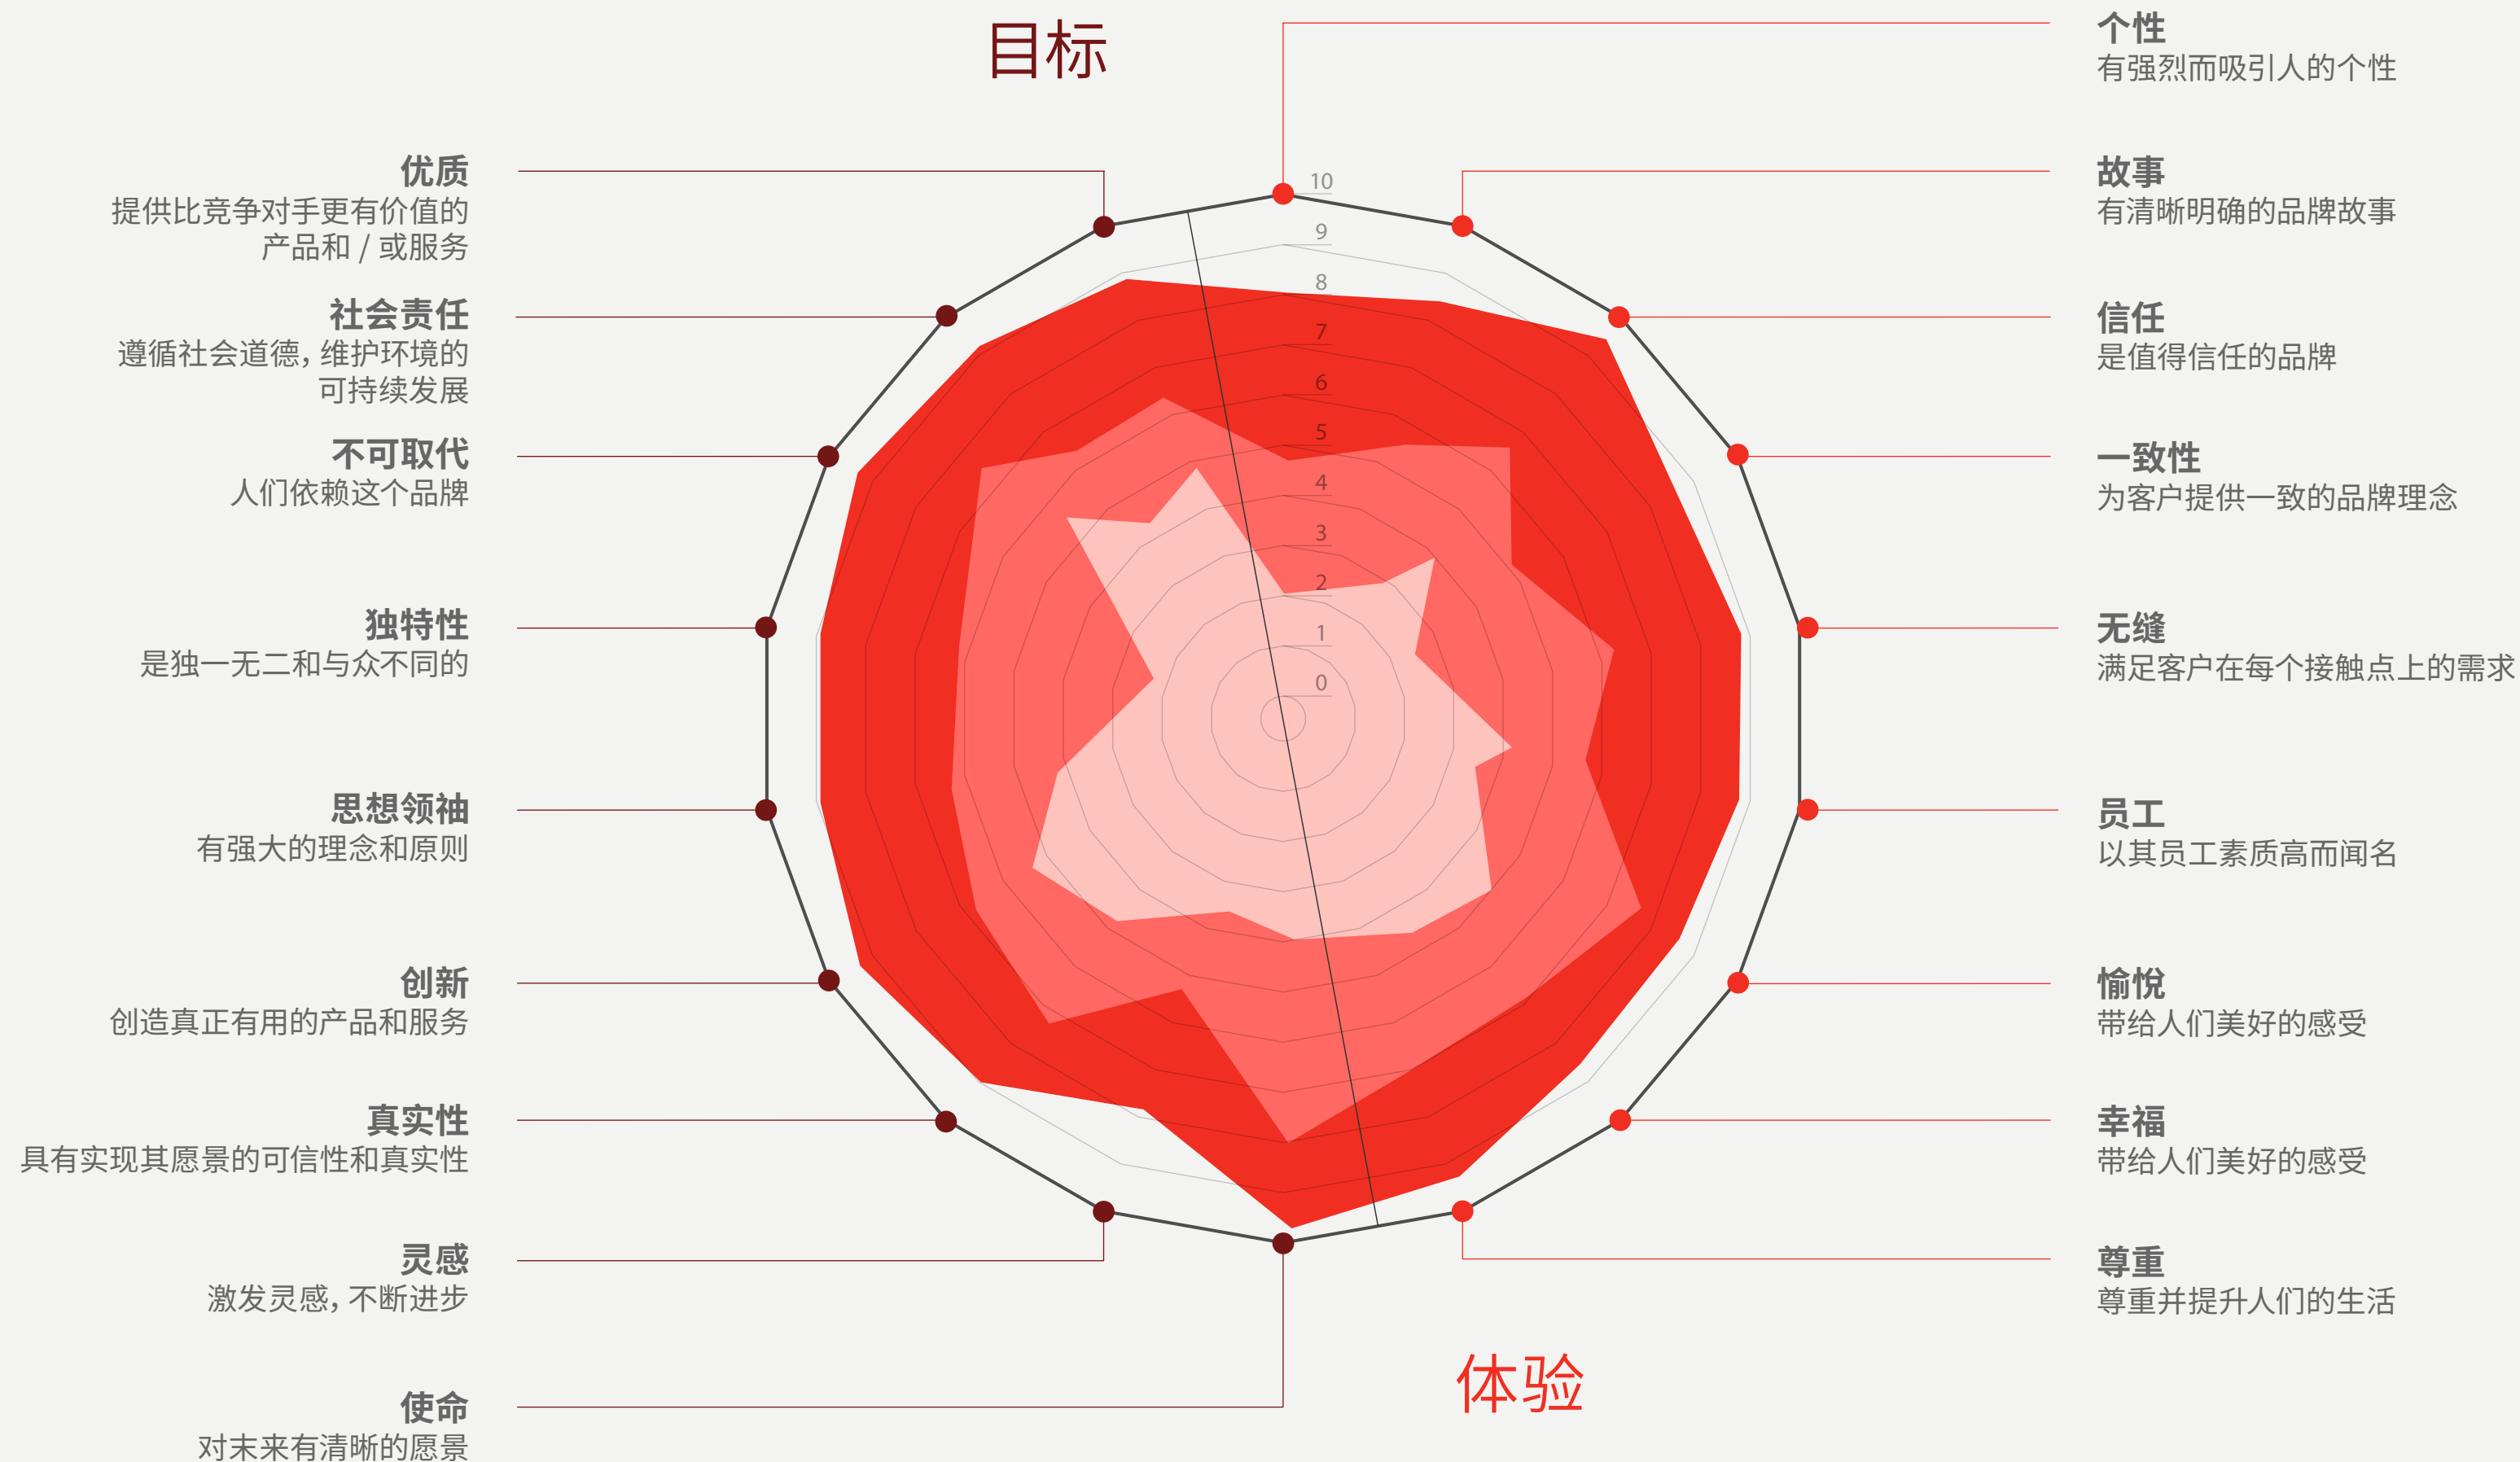 目标
优质
提供比竞争对手更有价值的
产品和 / 或服务
社会责任
遵循社会道德，维护环境的
可持续发展
不可取代
人们依赖这个品牌
独特性
是独一无二和与众不同的
思想领袖
有强大的理念和原则
创新
创造真正有用的产品和服务
真实性
具有实现其愿景的可信性和真实性
灵感
激发灵感，不断进步
使命
对未来有清晰的愿景
10
9
8
7
6
5
4
3
2
1
0
个性
有强烈而吸引人的个性
故事
有清晰明确的品牌故事
信任
是值得信任的品牌
一致性
为客户提供一致的品牌理念
无缝
满足客户在每个接触点上的需求
员工
以其员工素质高而闻名
愉悦
带给人们美好的感受
幸福
带给人们美好的感受
尊重
尊重并提升人们的生活
体验